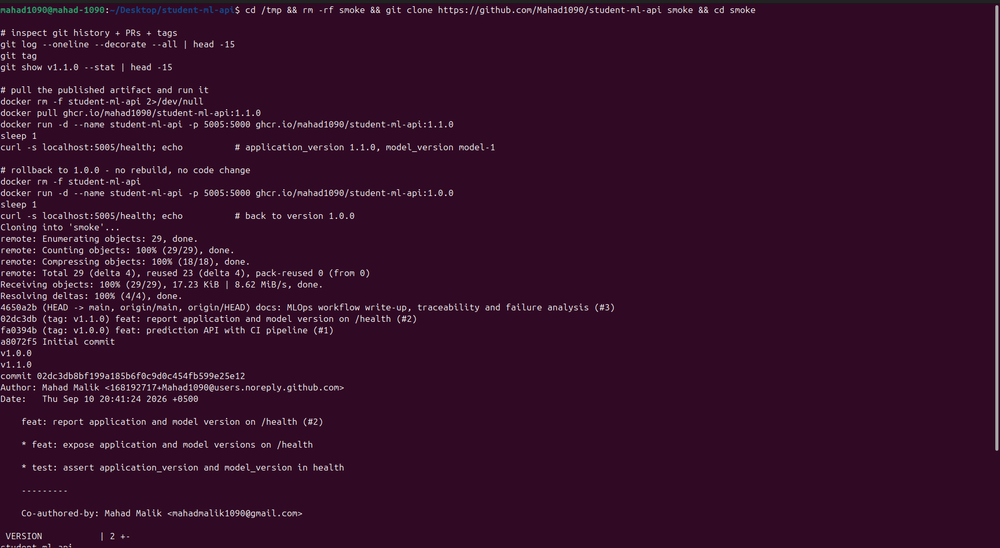 mahad1090@mahad-1090:~/Desktop/student-ml-api$ cd /tmp && rm -rf smoke && git clone https://github.com/Mahad1090/student-ml-api smoke && cd smoke
# inspect git history + PRs + tags
git log --oneline --decorate --all | head -15
git tag
git show v1.1.0 --stat | head -15
# pull the published artifact and run it
docker rm -f student-ml-api 2>/dev/null
docker pull ghcr.io/mahad1090/student-ml-api:1.1.0
docker run -d --name student-ml-api -p 5005:5000 ghcr.io/mahad1090/student-ml-api:1.1.0
sleep 1
curl -s localhost:5005/health; echo          # application_version 1.1.0, model_version model-1
# rollback to 1.0.0 - no rebuild, no code change
docker rm -f student-ml-api
docker run -d --name student-ml-api -p 5005:5000 ghcr.io/mahad1090/student-ml-api:1.0.0
sleep 1
curl -s localhost:5005/health; echo          # back to version 1.0.0
Cloning into 'smoke'...
remote: Enumerating objects: 29, done.
remote: Counting objects: 100% (29/29), done.
remote: Compressing objects: 100% (18/18), done.
remote: Total 29 (delta 4), reused 23 (delta 4), pack-reused 0 (from 0)
Receiving objects: 100% (29/29), 17.23 KiB | 8.62 MiB/s, done.
Resolving deltas: 100% (4/4), done.
4650a2b (HEAD -> main, origin/main, origin/HEAD) docs: MLOps workflow write-up, traceability and failure analysis (#3)
02dc3db (tag: v1.1.0) feat: report application and model version on /health (#2)
fa0394b (tag: v1.0.0) feat: prediction API with CI pipeline (#1)
a8072f5 Initial commit
v1.0.0
v1.1.0
commit 02dc3db8bf199a185b6f0c9d0c454fb599e25e12
Author: Mahad Malik <168192717+Mahad1090@users.noreply.github.com>
Date:   Thu Sep 10 20:41:24 2026 +0500
    feat: report application and model version on /health (#2)
    * feat: expose application and model versions on /health
    * test: assert application_version and model_version in health
    ---------
    Co-authored-by: Mahad Malik <mahadmalik1090@gmail.com>
 VERSION           | 2 +-
student-ml-api